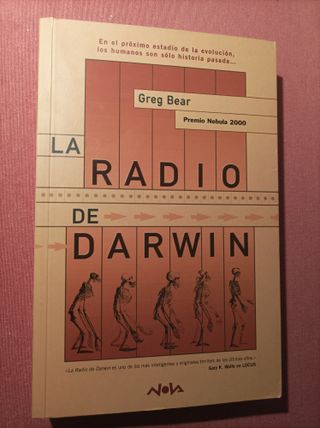 En el próximo estadio de la evolución,
los humanos son sólo historia pasada...
Greg Bear
Premio Nebula 2000
LA
RADIO
DE
DARWIN
«La Radio de Darwin es uno de los más inteligentes y originales thrillers de los últimos años.»
Gary K. Wolfe en LOCUS
NOVA